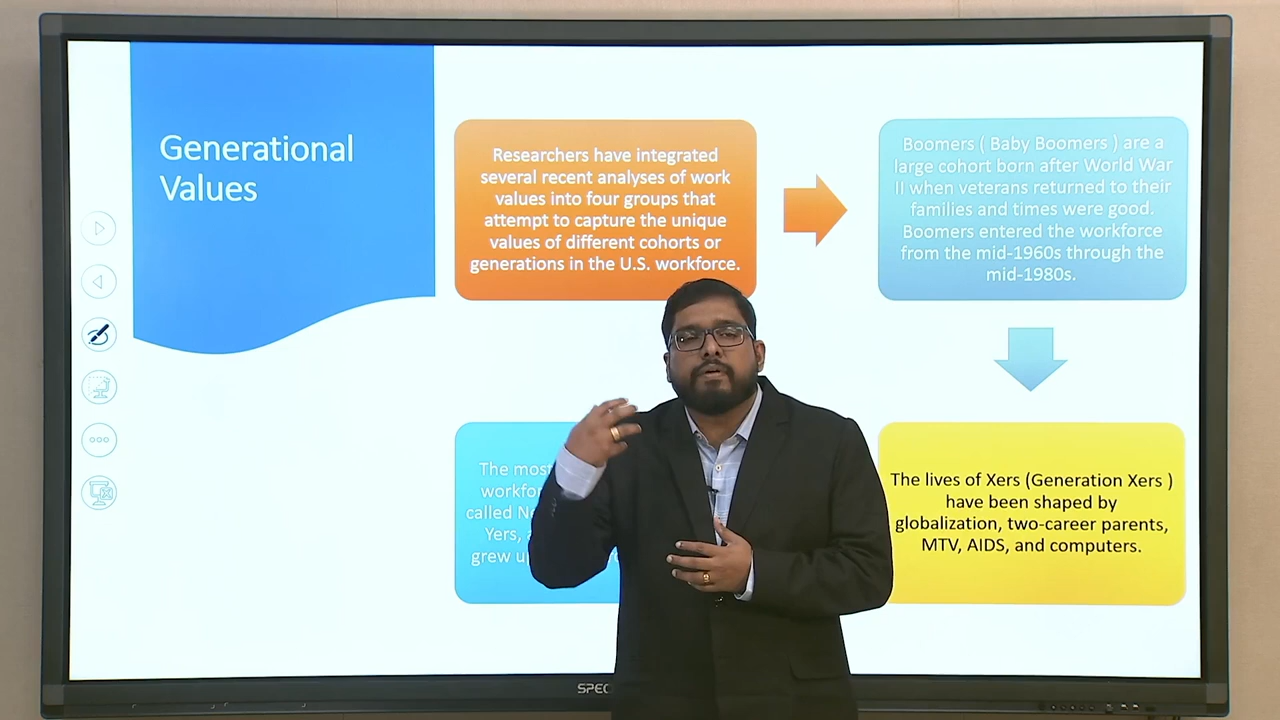 Generational
Values
Researchers have integrated
several recent analyses of work
values into four groups that
attempt to capture the unique
values of different cohorts or
generations in the U.S. workforce.
Boomers ( Baby Boomers ) are a
large cohort born after World War
II when veterans returned to their
families and times were good.
Boomers entered the workforce
from the mid-1960s through the
mid-1980s.
The lives of Xers (Generation Xers )
have been shaped by
globalization, two-career parents,
MTV, AIDS, and computers.
The most
called
Yers,
grew